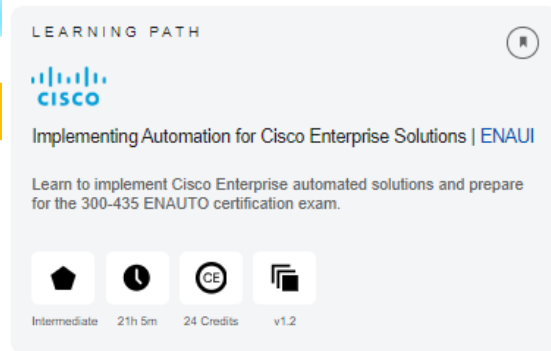 LEARNING PATH
CISCO
Implementing Automation for Cisco Enterprise Solutions | ENAUI
Learn to implement Cisco Enterprise automated solutions and prepare
for the 300-435 ENAUTO certification exam.
CE
Intermediate 21h 5m 24 Credits v1.2